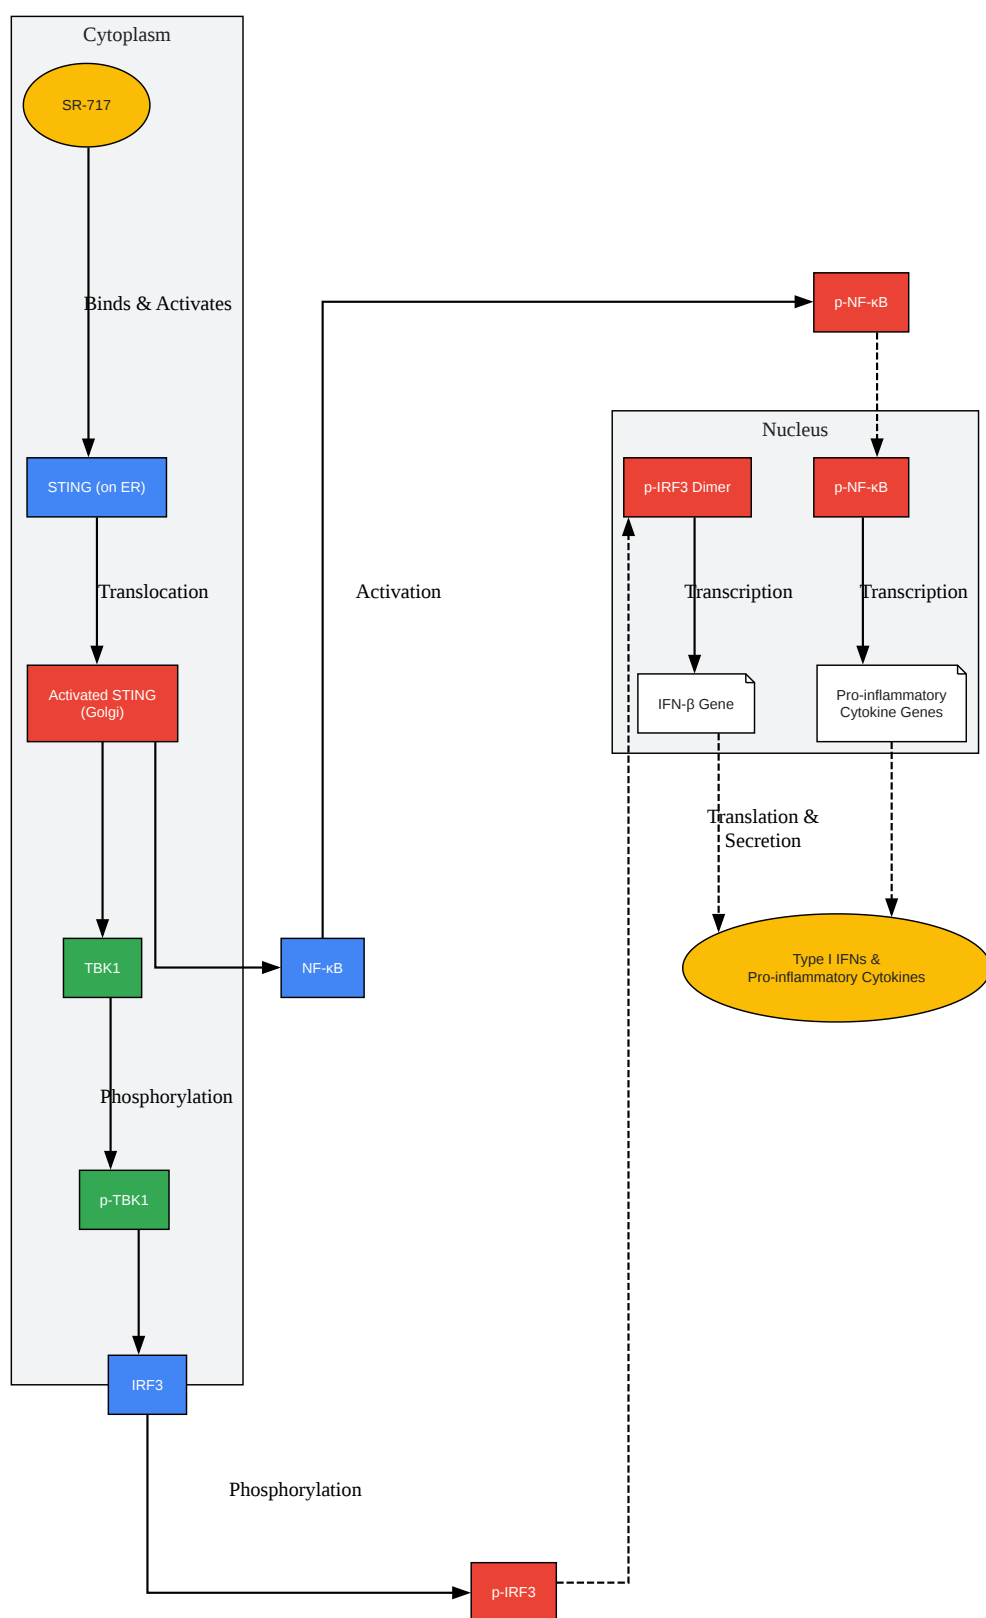 Cytoplasm
SR-717
Binds & Activates
p-NF-κB
Nucleus
STING (on ER)
p-IRF3 Dimer
p-NF-κB
Translocation
Activation
Transcription
Transcription
Activated STING
(Golgi)
IFN-β Gene
Pro-inflammatory
Cytokine Genes
Translation &
Secretion
TBK1
NF-κB
Type I IFNs &
Pro-inflammatory Cytokines
Phosphorylation
p-TBK1
IRF3
Phosphorylation
p-IRF3